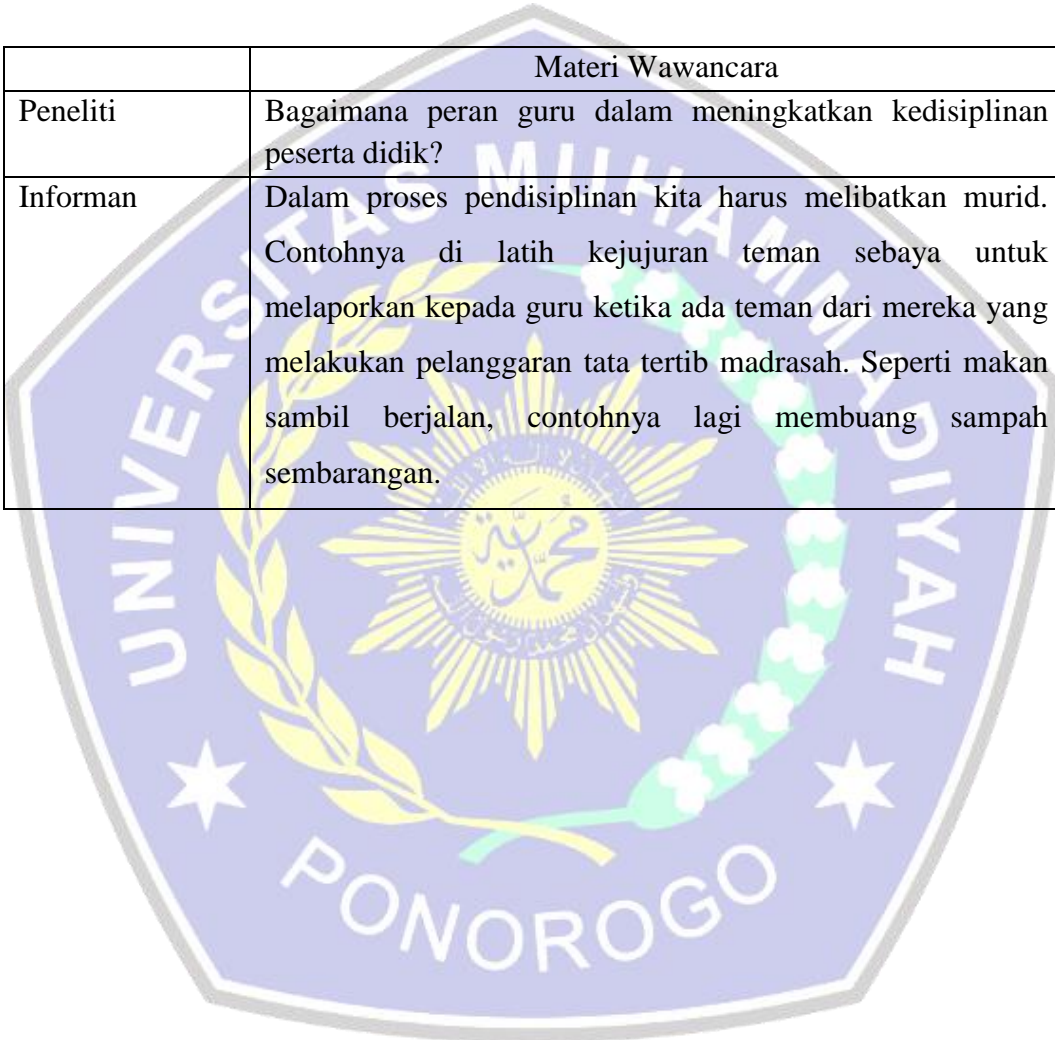 Materi Wawancara
Peneliti Bagaimana peran guru dalam meningkatkan kedisiplinan
peserta didik?
Informan Dalam proses pendisiplinan kita harus melibatkan murid.
Contohnya di latih kejujuran teman sebaya untuk
melaporkan kepada guru ketika ada teman dari mereka yang
melakukan pelanggaran tata tertib madrasah. Seperti makan
sambil berjalan, contohnya lagi membuang sampah
sembarangan.
UNIVERSITAS MUHAMMADIYAH
PONOROGO